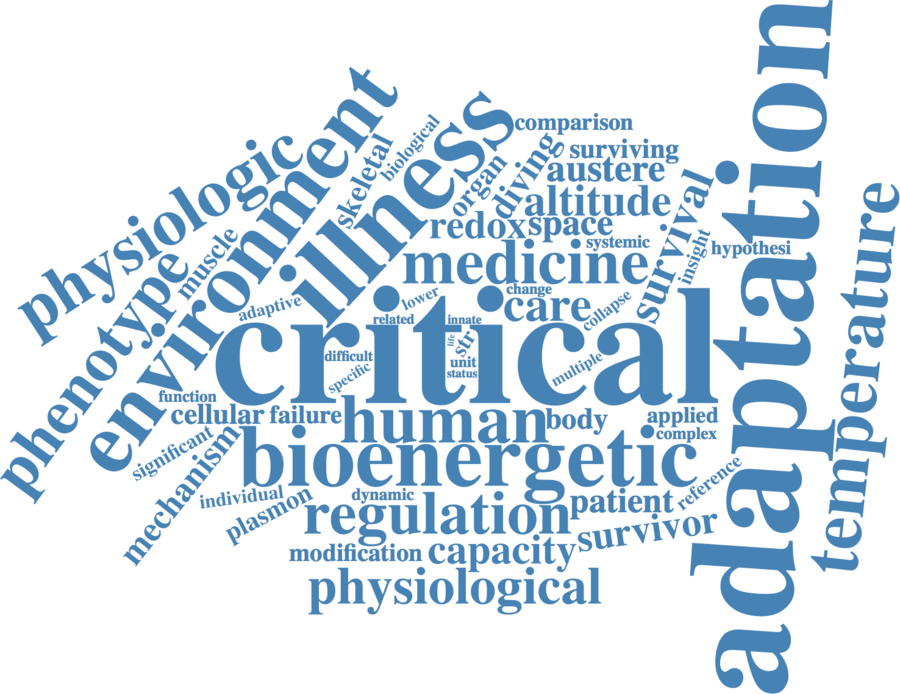 adaptation
comparison
surviving
austere
altitude
diving
organ
redox
space
systemic
survival
insight
hypothesi
temperature
physiologic
environment
illness
skeletal
biological
muscle
phenotype
adaptive
medicine
change
care
collapse
lower
related
innate
critical
life
str
unit
status
difficult
specific
multiple
function
cellular
failure
human
body
applied
complex
significant
mechanism
bioenergetic
individual
plasmon
dynamic
regulation
patient
reference
survivor
modification
capacity
physiological